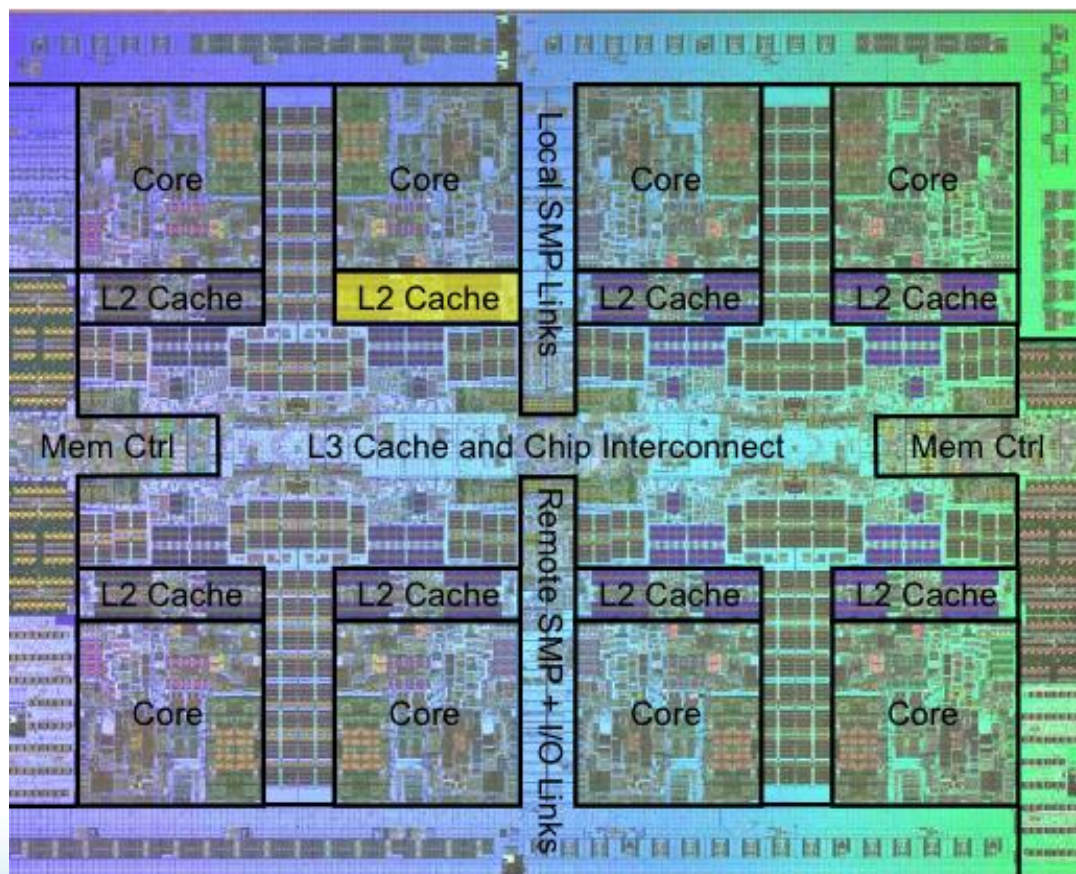 Core
Core
Core
Core
Local SMP Links
L2 Cache
L2 Cache
L2 Cache
L2 Cache
Mem Ctrl
L3 Cache and Chip Interconnect
Mem Ctrl
Remote SMP + I/O Links
L2 Cache
L2 Cache
L2 Cache
L2 Cache
Core
Core
Core
Core